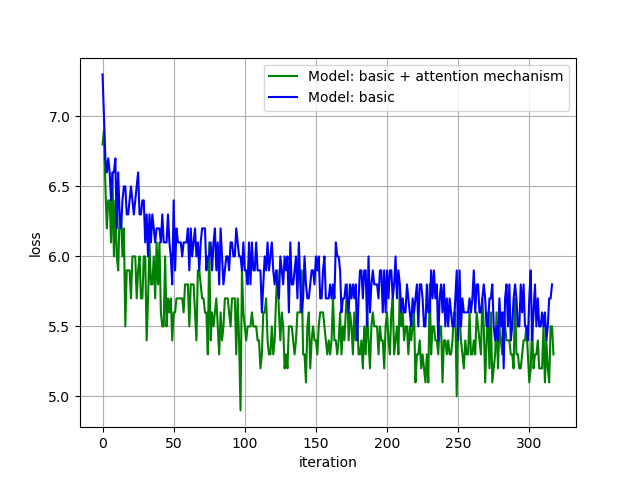 Model: basic + attention mechanism
Model: basic
loss
7.0
6.5
6.0
5.5
5.0
0 50 100 150 200 250 300
iteration